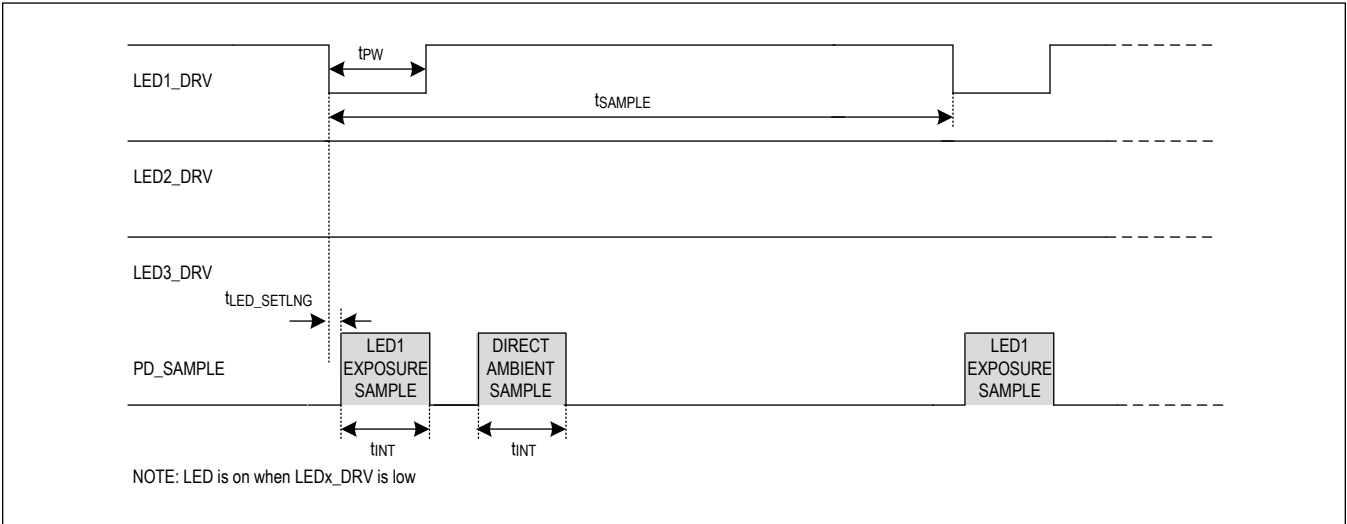 tPW
LED1_DRV
tSAMPLE
LED2_DRV
LED3_DRV
tLED_SETLNG
PD_SAMPLE
LED1
EXPOSURE
SAMPLE
DIRECT
AMBIENT
SAMPLE
LED1
EXPOSURE
SAMPLE
tINT
tINT
NOTE: LED is on when LEDx_DRV is low